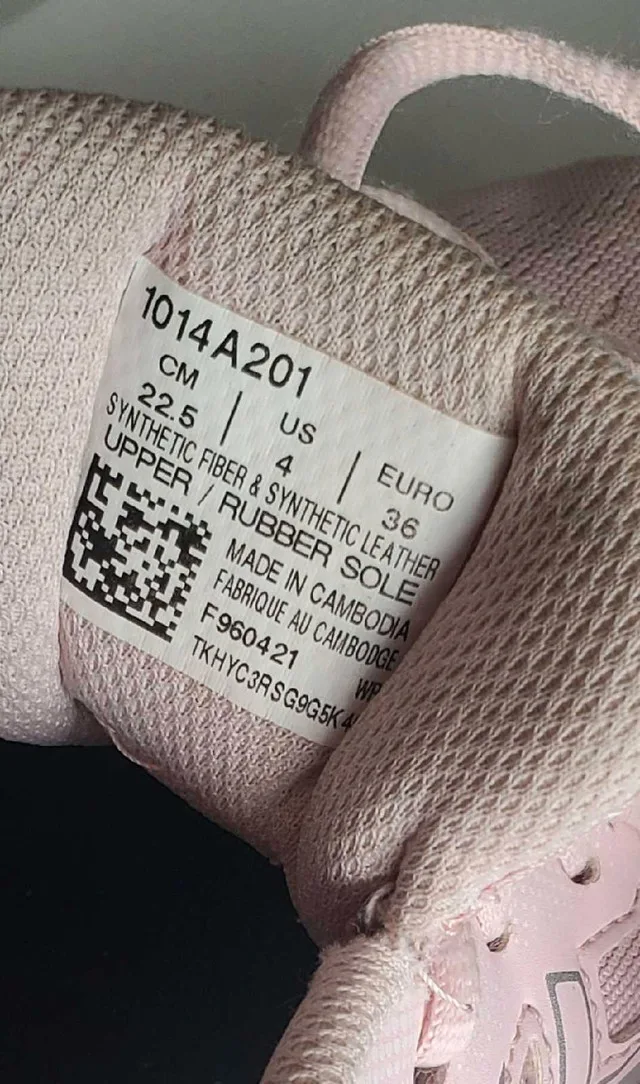 1014A201
CM | US | EURO
22.5 4 36
SYNTHETIC FIBER & SYNTHETIC LEATHER
UPPER / RUBBER SOLE
MADE IN CAMBODIA
FABRIQUE AU CAMBODGE
F960421
TKHYC3RSG9G5K